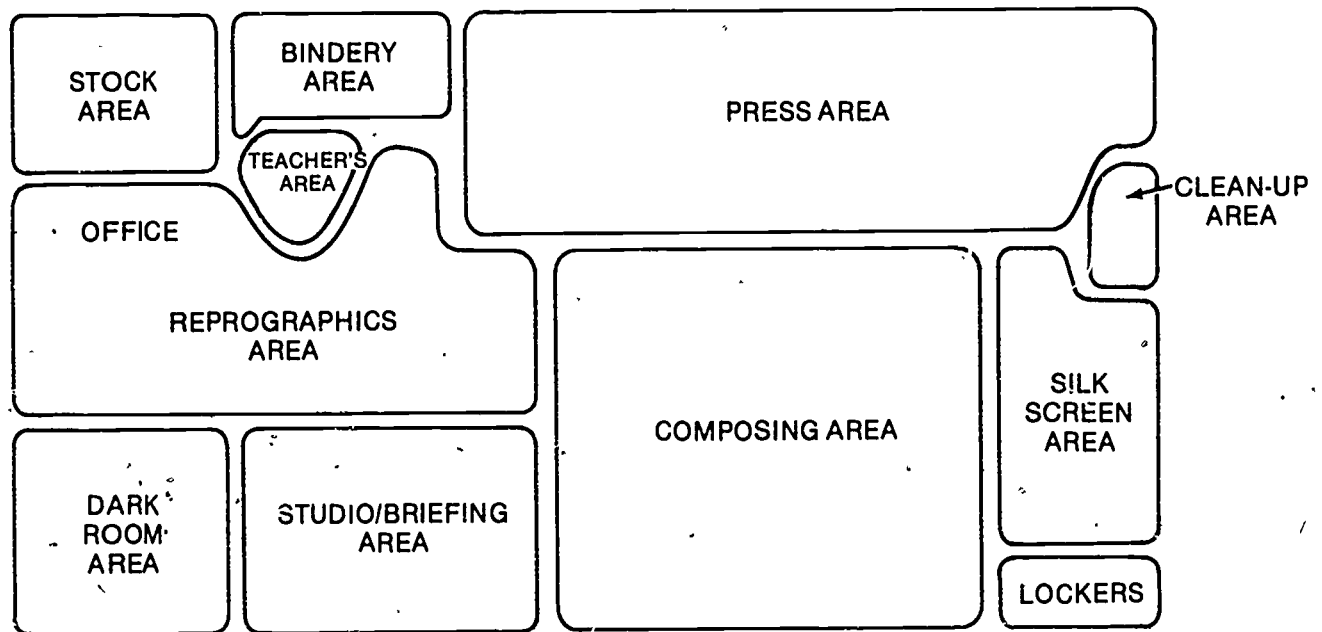 STOCK
AREA
BINDERY
AREA
PRESS AREA
TEACHER'S
AREA
CLEAN-UP
AREA
OFFICE
REPROGRAPHICS
AREA
SILK
SCREEN
AREA
COMPOSING AREA
DARK
ROOM
AREA
STUDIO/BRIEFING
AREA
LOCKERS